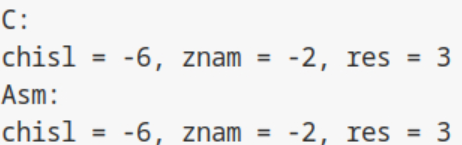 C:
chisl = -6, znam = -2, res = 3
Asm:
chisl = -6, znam = -2, res = 3